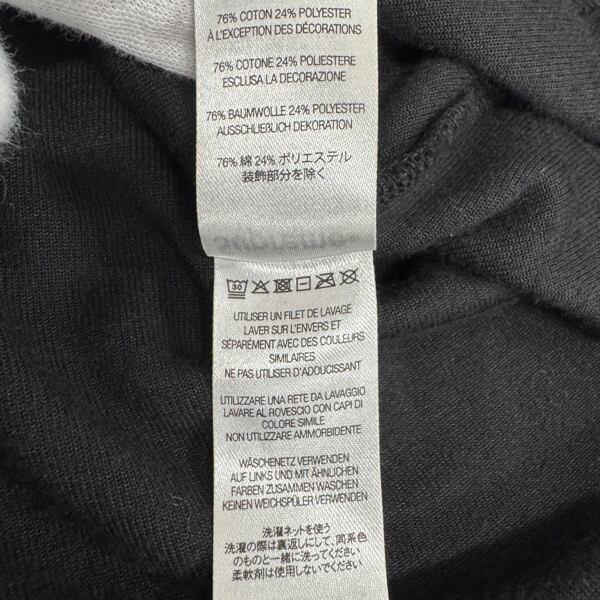 76% COTON 24% POLYESTER
À L'EXCEPTION DES DÉCORATIONS
76% COTONE 24% POLIESTERE
ESCLUSA LA DECORAZIONE
76% BAUMWOLLE 24% POLYESTER
AUSSCHLIEßLICH DEKORATION
76% 綿 24% ポリエステル
装飾部分を除く
30
UTILISER UN FILET DE LAVAGE
LAVER SUR L'ENVERS ET
SÉPARÉMENT AVEC DES COULEURS
SIMILAIRES
NE PAS UTILISER D'ADOUCISSANT
UTILIZZARE UNA RETE DA LAVAGGIO
LAVARE AL ROVESCIO CON CAPI DI
COLORE SIMILE
NON UTILIZZARE AMMORBIDENTE
WÄSCHENETZ VERWENDEN
AUF LINKS UND MIT ÄHNLICHEN
FARBEN ZUSAMMEN WASCHEN
KEINEN WEICHSPÜLER VERWENDEN
洗濯ネットを使う
洗濯の際は裏返しにして、同系色
のものと一緒に洗ってください
柔軟剤は使用しないでください